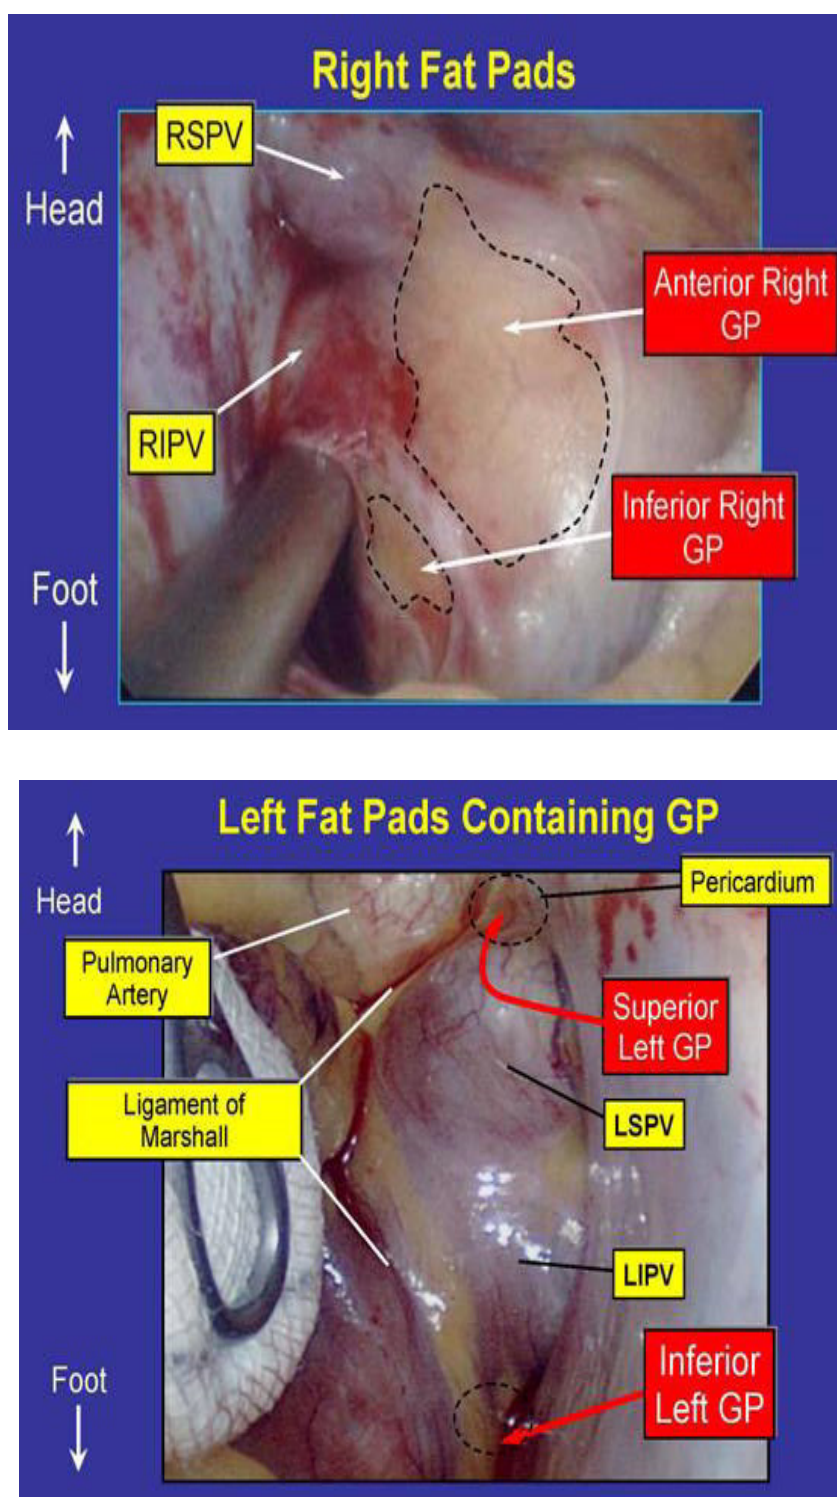 Right Fat Pads
RSPV
Head
Anterior Right
GP
RIPV
Inferior Right
GP
Foot
Left Fat Pads Containing GP
Head
Pericardium
Pulmonary
Artery
Superior
Left GP
Ligament of
Marshall
LSPV
LIPV
Inferior
Left GP
Foot